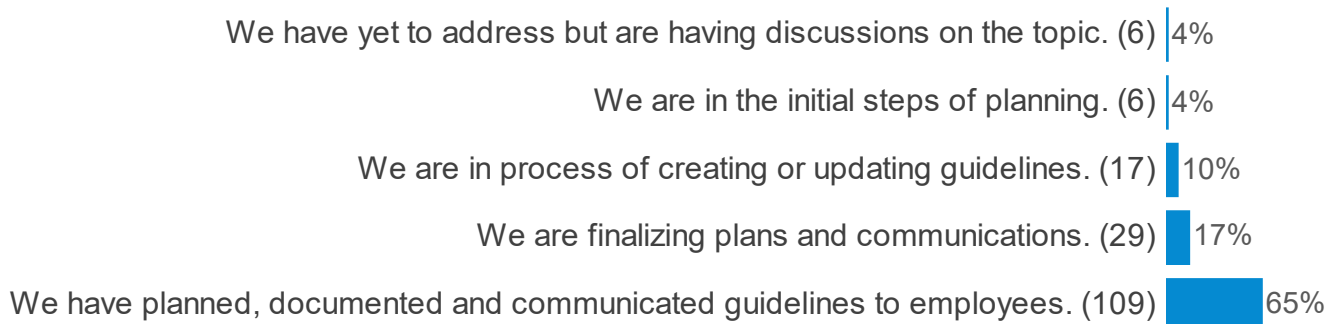 We have yet to address but are having discussions on the topic. (6) 4%
We are in the initial steps of planning. (6) 4%
We are in process of creating or updating guidelines. (17) 10%
We are finalizing plans and communications. (29) 17%
We have planned, documented and communicated guidelines to employees. (109) 65%